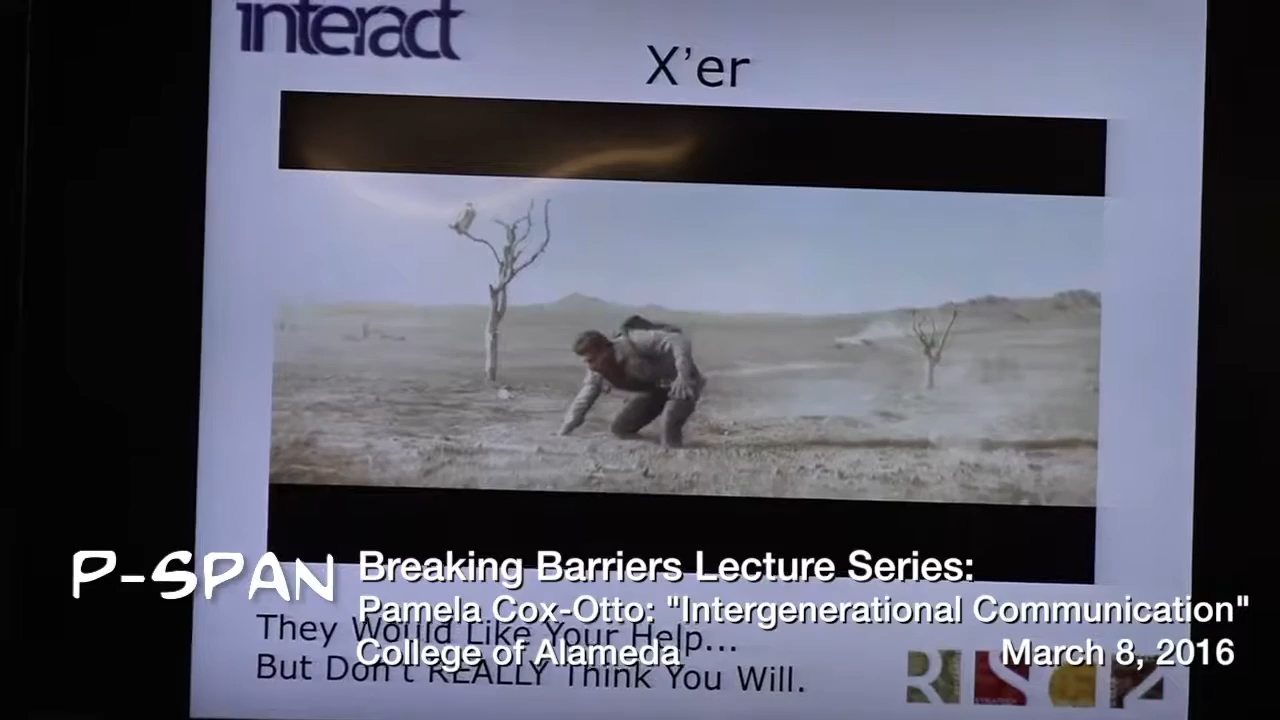 interact
X'er
P-SPAN
Breaking Barriers Lecture Series:
Pamela Cox-Otto: "Intergenerational Communication"
They Would Like Your Help...
College of Alameda
March 8, 2016
But Don't REALLY Think You Will.